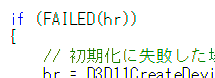 if (FAILED(hr))
{
// 初期化に失敗した
hr = D3D11CreateDevi